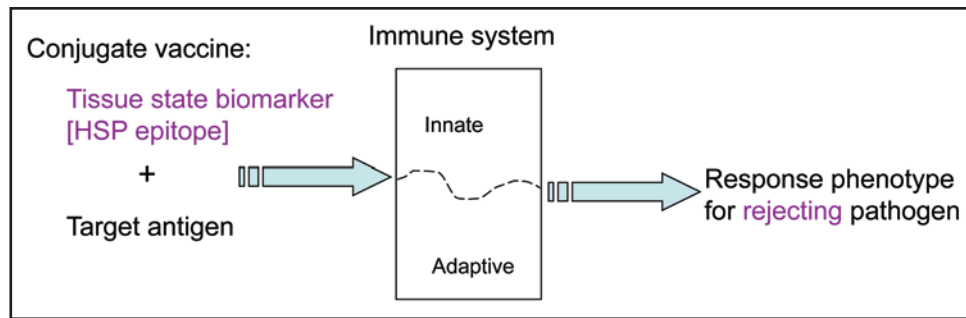 Conjugate vaccine:
Tissue state biomarker
[HSP epitope]
+
Target antigen
Immune system
Innate
Adaptive
Response phenotype
for rejecting pathogen